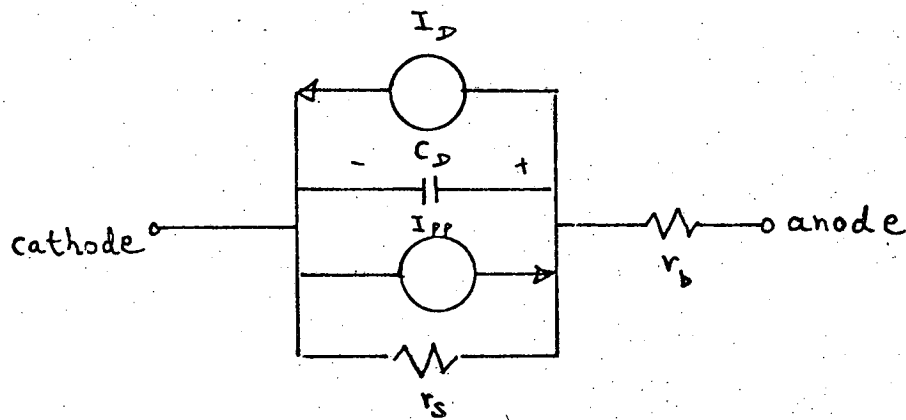 I_D
- C_D +
I_PP
cathode
anode
r_b
r_s